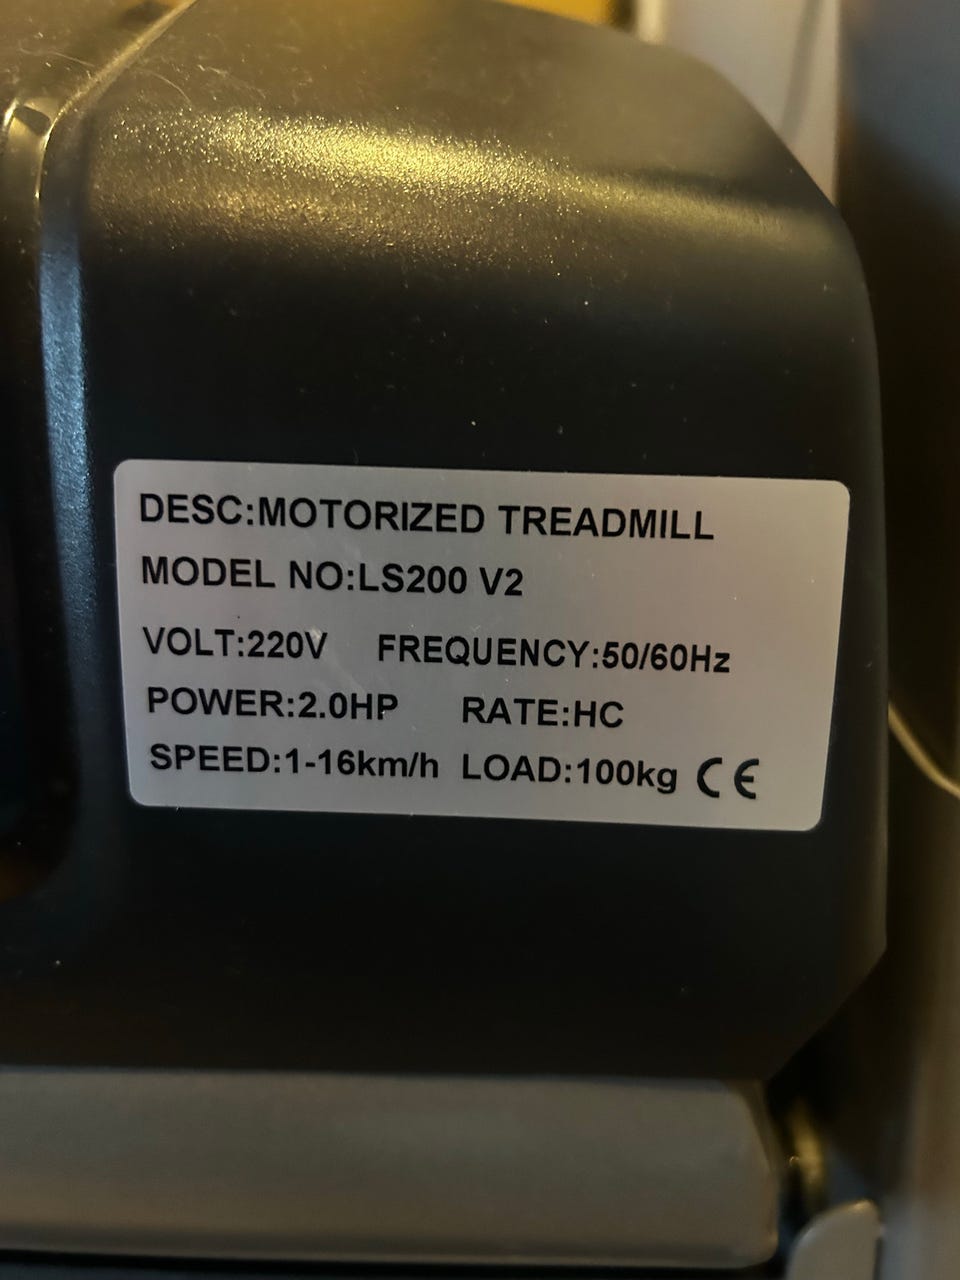 DESC:MOTORIZED TREADMILL
MODEL NO:LS200 V2
VOLT:220V FREQUENCY:50/60Hz
POWER:2.0HP RATE:HC
SPEED:1-16km/h LOAD:100kg CE